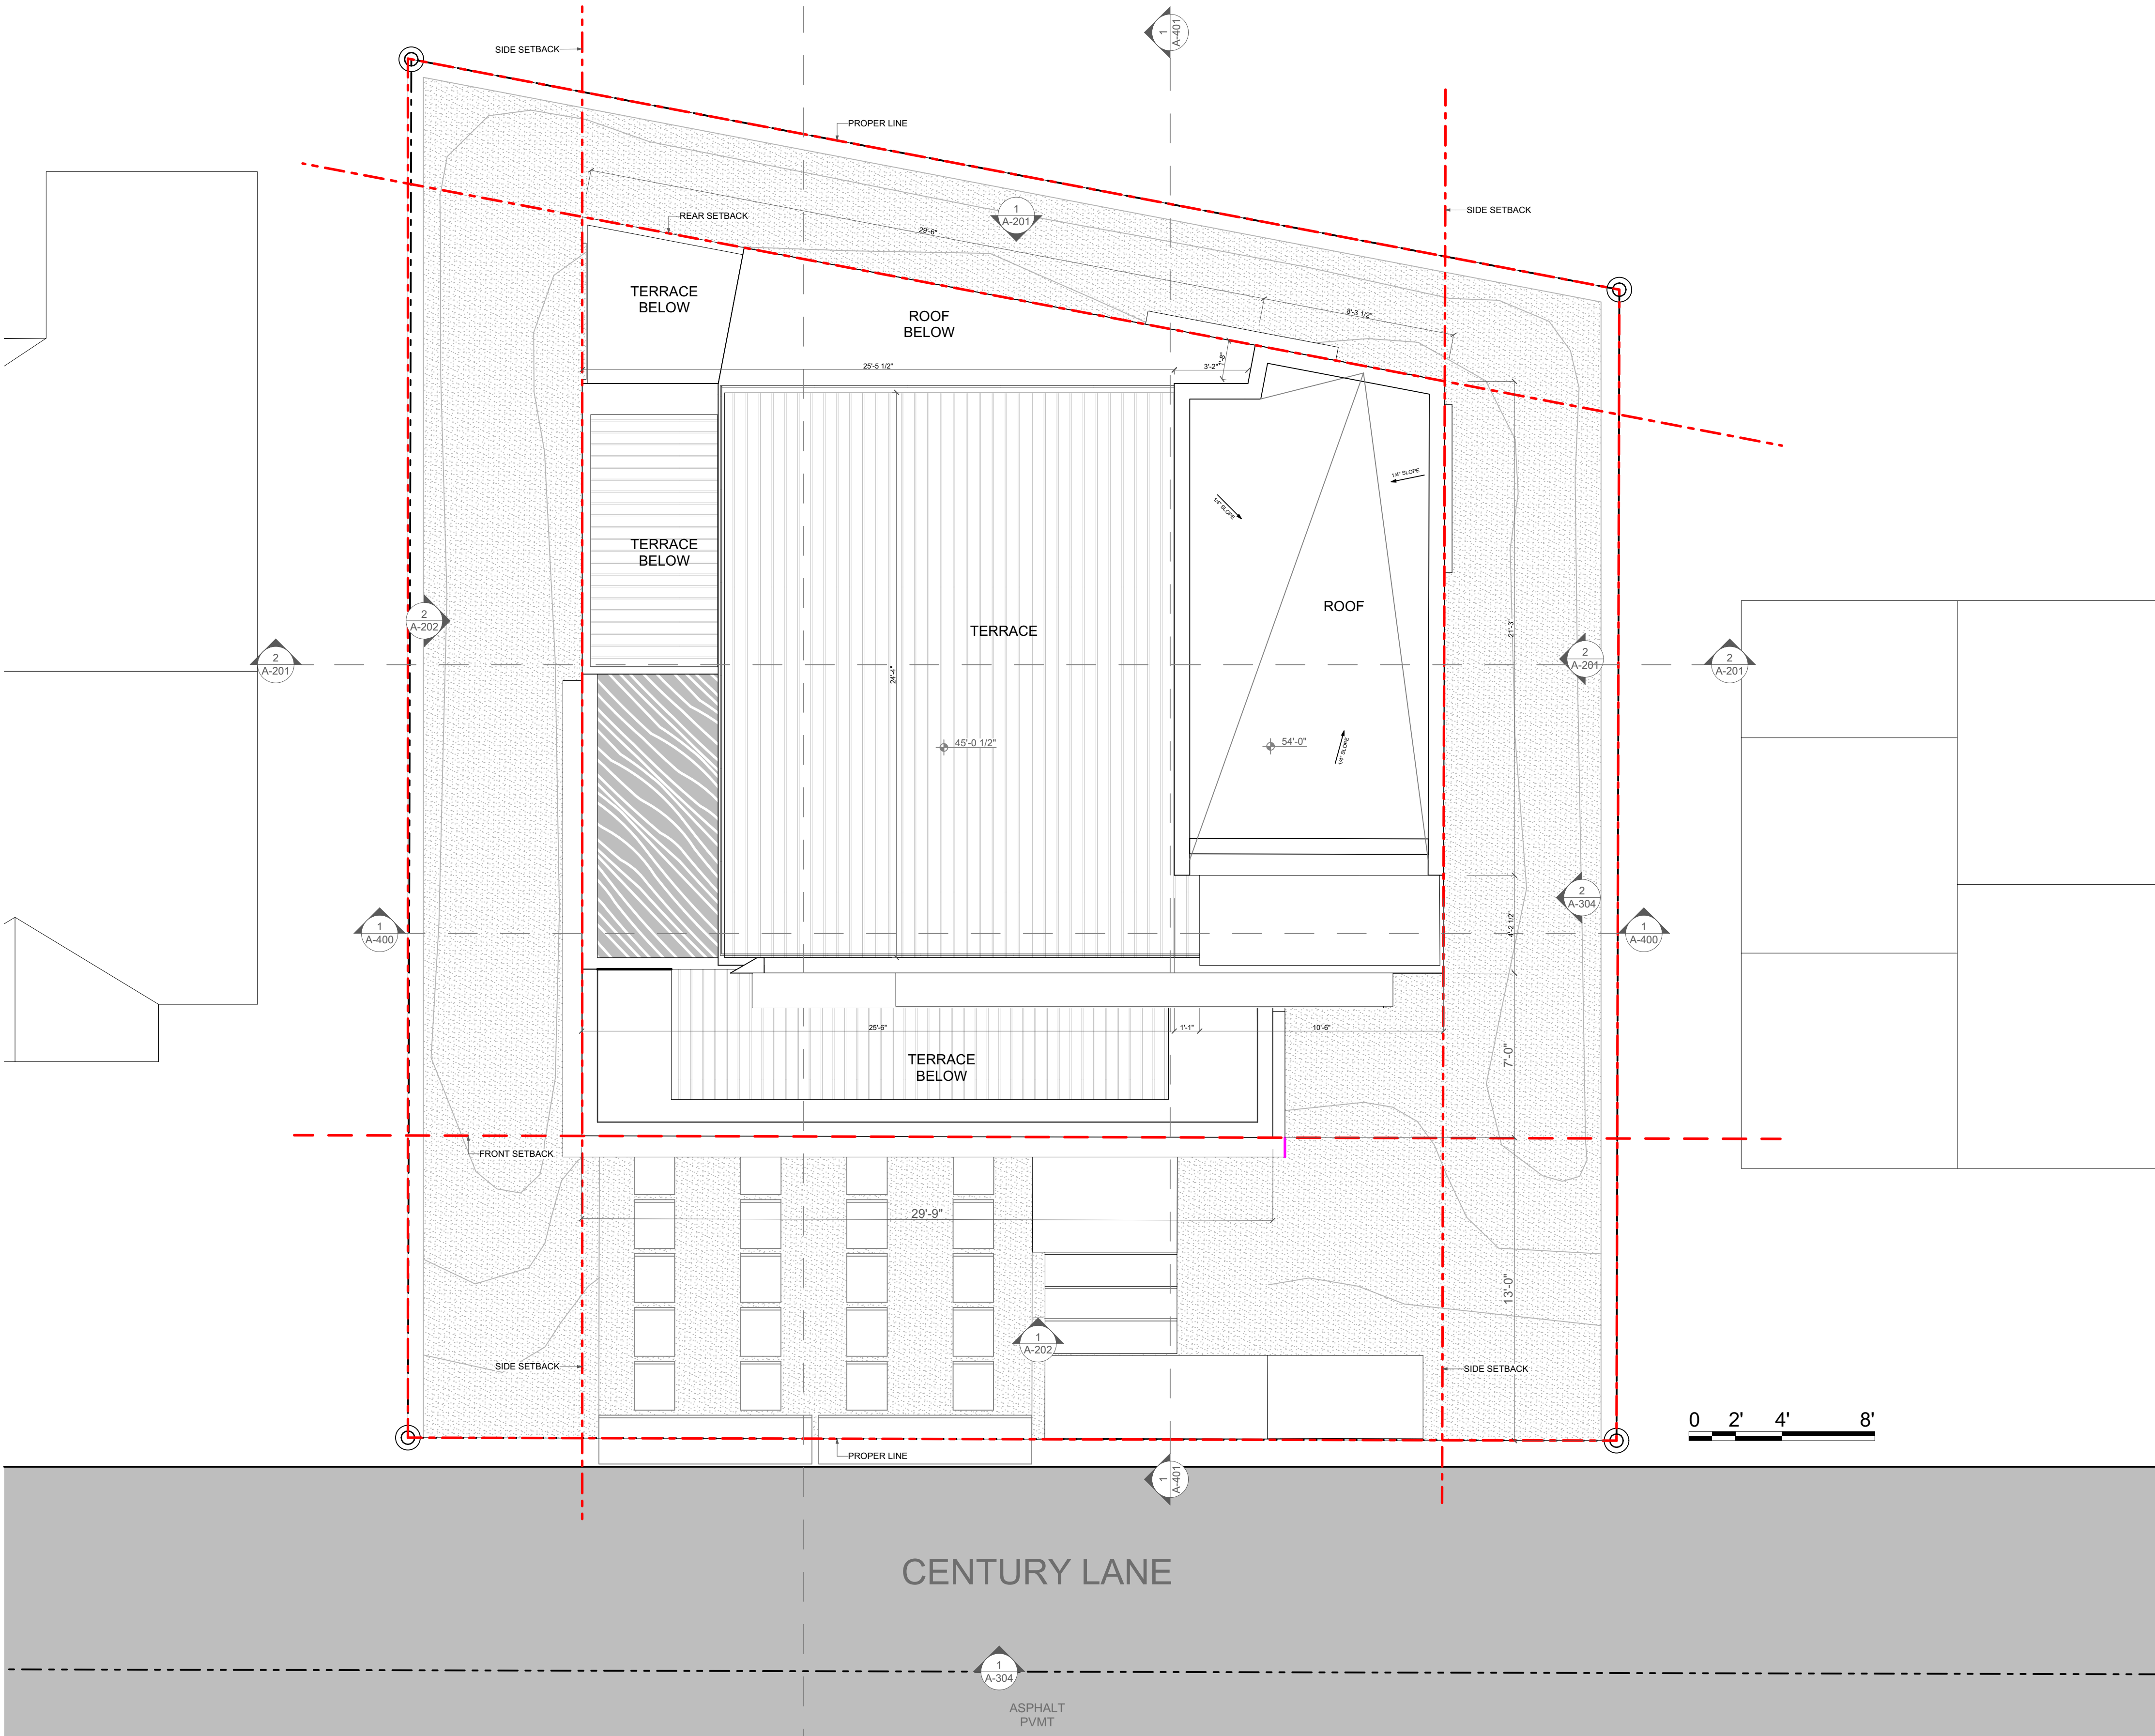 1
A-401
SIDE SETBACK
PROPER LINE
REAR SETBACK
1
A-201
SIDE SETBACK
29'-6"
TERRACE
BELOW
ROOF
BELOW
8'-3 1/2"
1'-8"
25'-5 1/2"
3'-2"
1/4" SLOPE
1/4" SLOPE
TERRACE
BELOW
2
A-202
TERRACE
ROOF
21'-3"
2
A-201
2
A-201
2
A-201
24'-4"
45'-0 1/2"
54'-0"
1/4" SLOPE
2
A-304
1
A-400
4'-2 1/2"
1
A-400
25'-6"
1'-1"
10'-6"
TERRACE
BELOW
7'-0"
FRONT SETBACK
29'-9"
13'-0"
1
A-202
SIDE SETBACK
SIDE SETBACK
0 2' 4' 8'
PROPER LINE
1
A-401
CENTURY LANE
1
A-304
ASPHALT
PVMT